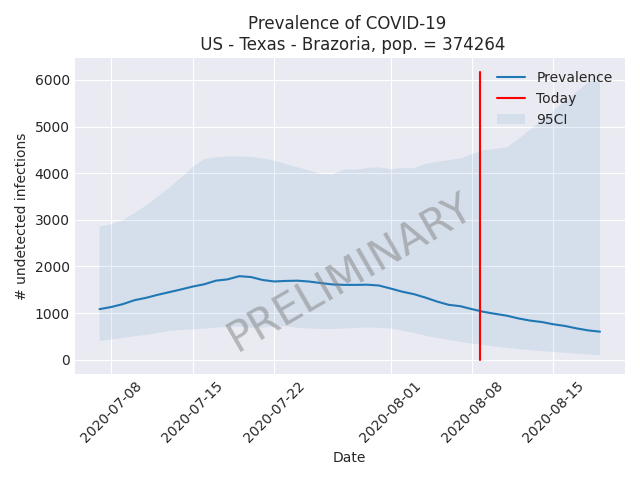 Prevalence of COVID-19
US - Texas - Brazoria, pop. = 374264
Prevalence
Today
95CI
6000
5000
4000
3000
2000
1000
0
# undetected infections
PRELIMINARY
2020-07-08
2020-07-15
2020-07-22
2020-08-01
2020-08-08
2020-08-15
Date